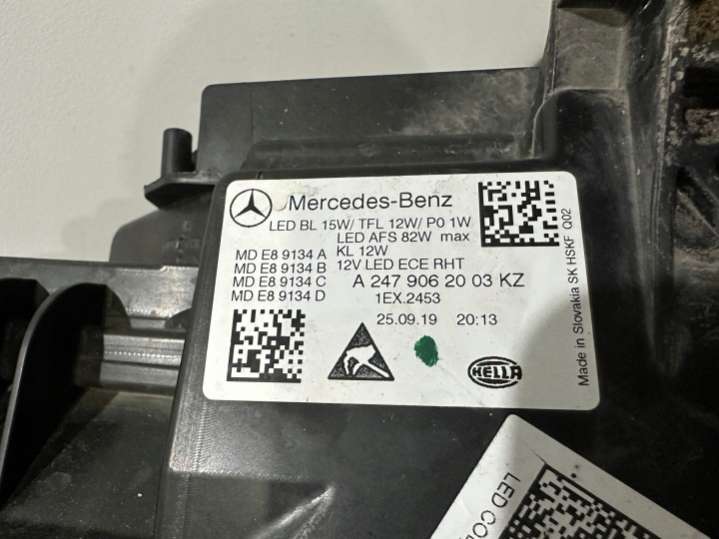 Mercedes-Benz
LED BL 15W/ TFL 12W/ PO 1W
LED AFS 82W max
KL 12W
12V LED ECE RHT
MD E8 9134 A
MD E8 9134 B
MD E8 9134 C
MD E8 9134 D
A 247 906 20 03 KZ
1EX.2453
25.09.19 20:13
HELLA
Made in Slovakia SK HSKF Q02
LED